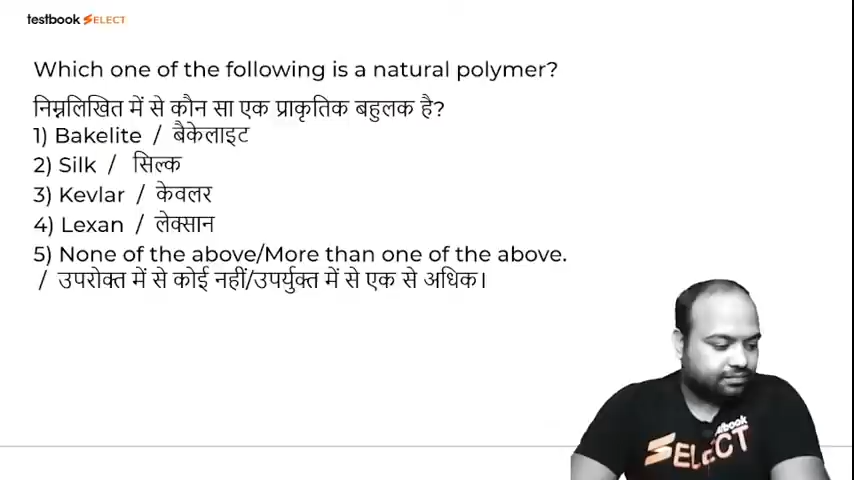 testbook SELECT
Which one of the following is a natural polymer?
निम्नलिखित में से कौन सा एक प्राकृतिक बहुलक है?
1) Bakelite / बैकेलाइट
2) Silk / सिल्क
3) Kevlar / केवलर
4) Lexan / लेक्सान
5) None of the above/More than one of the above.
/ उपरोक्त में से कोई नहीं/उपर्युक्त में से एक से अधिक।
SELECT